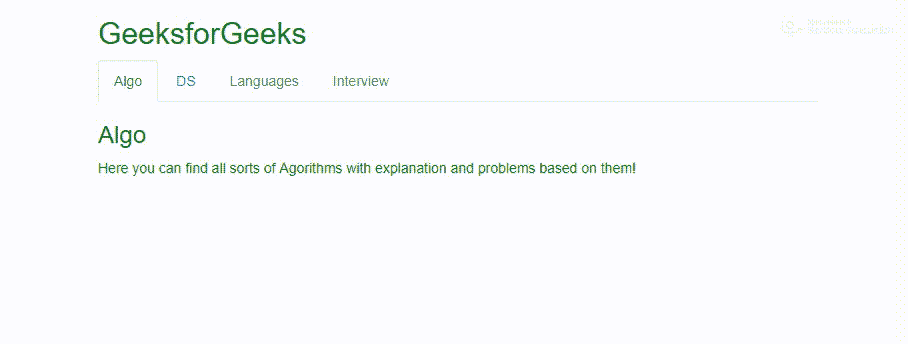 GeeksforGeeks
Algo DS Languages Interview
Algo
Here you can find all sorts of Agorithms with explanation and problems based on them!